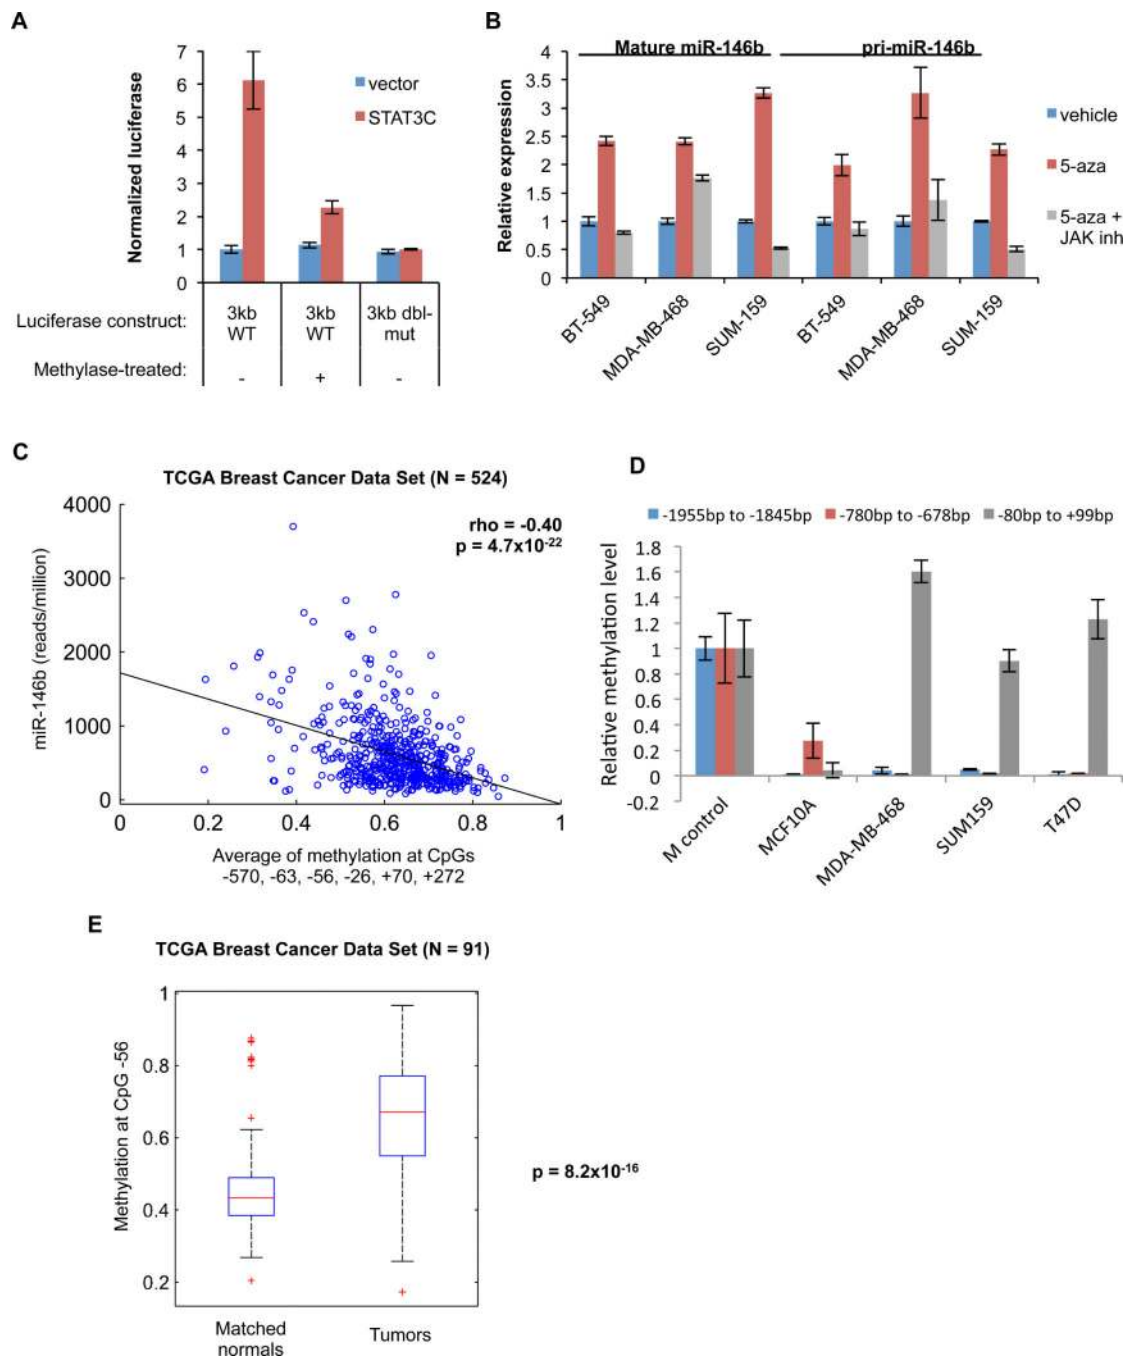 A
7
6
5
4
3
2
1
0
Normalized luciferase
vector
STAT3C
Luciferase construct:
3kb WT
3kb WT
3kb dbl-mut
Methylase-treated:
-
+
-
B
Mature miR-146b
pri-miR-146b
4
3.5
3
2.5
2
1.5
1
0.5
0
Relative expression
vehicle
5-aza
5-aza +
JAK inh
BT-549
MDA-MB-468
SUM-159
BT-549
MDA-MB-468
SUM-159
C
TCGA Breast Cancer Data Set (N = 524)
rho = -0.40
p = 4.7x10-22
4000
3000
2000
1000
0
miR-146b (reads/million)
0
0.2
0.4
0.6
0.8
1
Average of methylation at CpGs
-570, -63, -56, -26, +70, +272
D
-1955bp to -1845bp
-780bp to -678bp
-80bp to +99bp
1.8
1.6
1.4
1.2
1
0.8
0.6
0.4
0.2
0
-0.2
Relative methylation level
M control
MCF10A
MDA-MB-468
SUM159
T47D
E
TCGA Breast Cancer Data Set (N = 91)
1
0.8
0.6
0.4
0.2
Methylation at CpG -56
Matched
normals
Tumors
p = 8.2x10-16